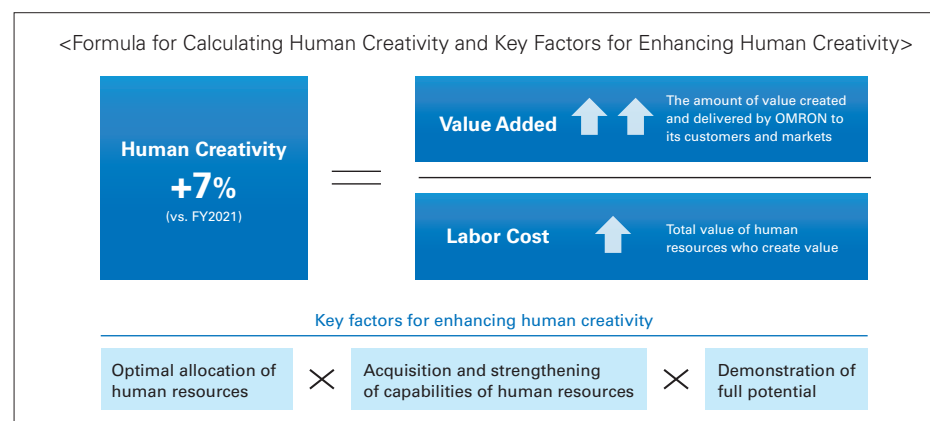 <Formula for Calculating Human Creativity and Key Factors for Enhancing Human Creativity>
Human Creativity
+7%
(vs. FY2021)
Value Added
The amount of value created
and delivered by OMRON to
its customers and markets
Labor Cost
Total value of human
resources who create value
Key factors for enhancing human creativity
Optimal allocation of
human resources
Acquisition and strengthening
of capabilities of human resources
Demonstration of
full potential